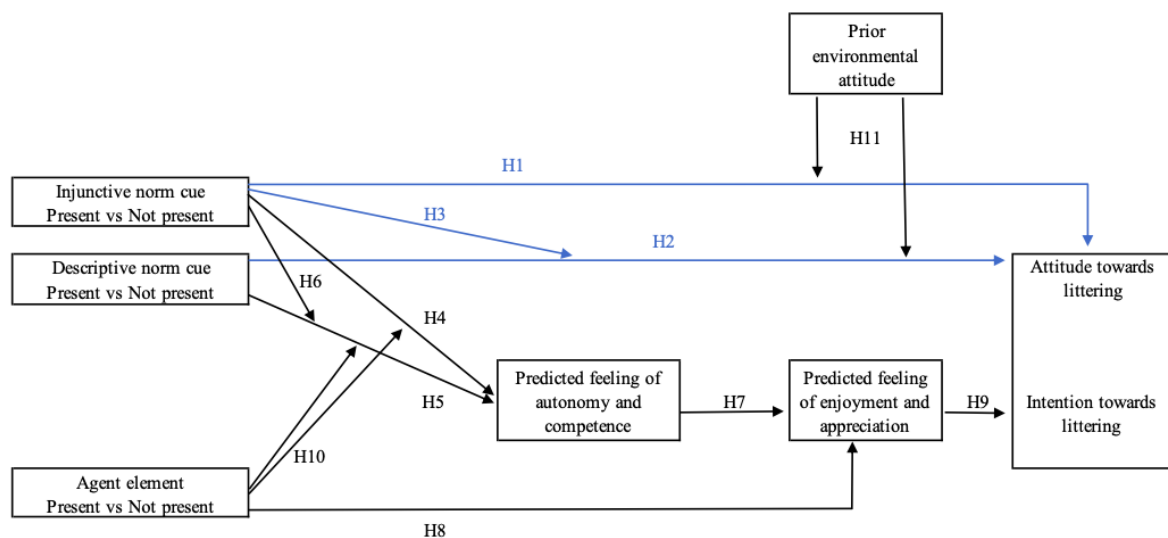 Prior
environmental
attitude
H11
H1
Injunctive norm cue
Present vs Not present
H3
H2
Descriptive norm cue
Present vs Not present
H6
Attitude towards
littering
H4
H5
Predicted feeling of
autonomy and
competence
H7
Predicted feeling
of enjoyment and
appreciation
H9
Intention towards
littering
H10
Agent element
Present vs Not present
H8